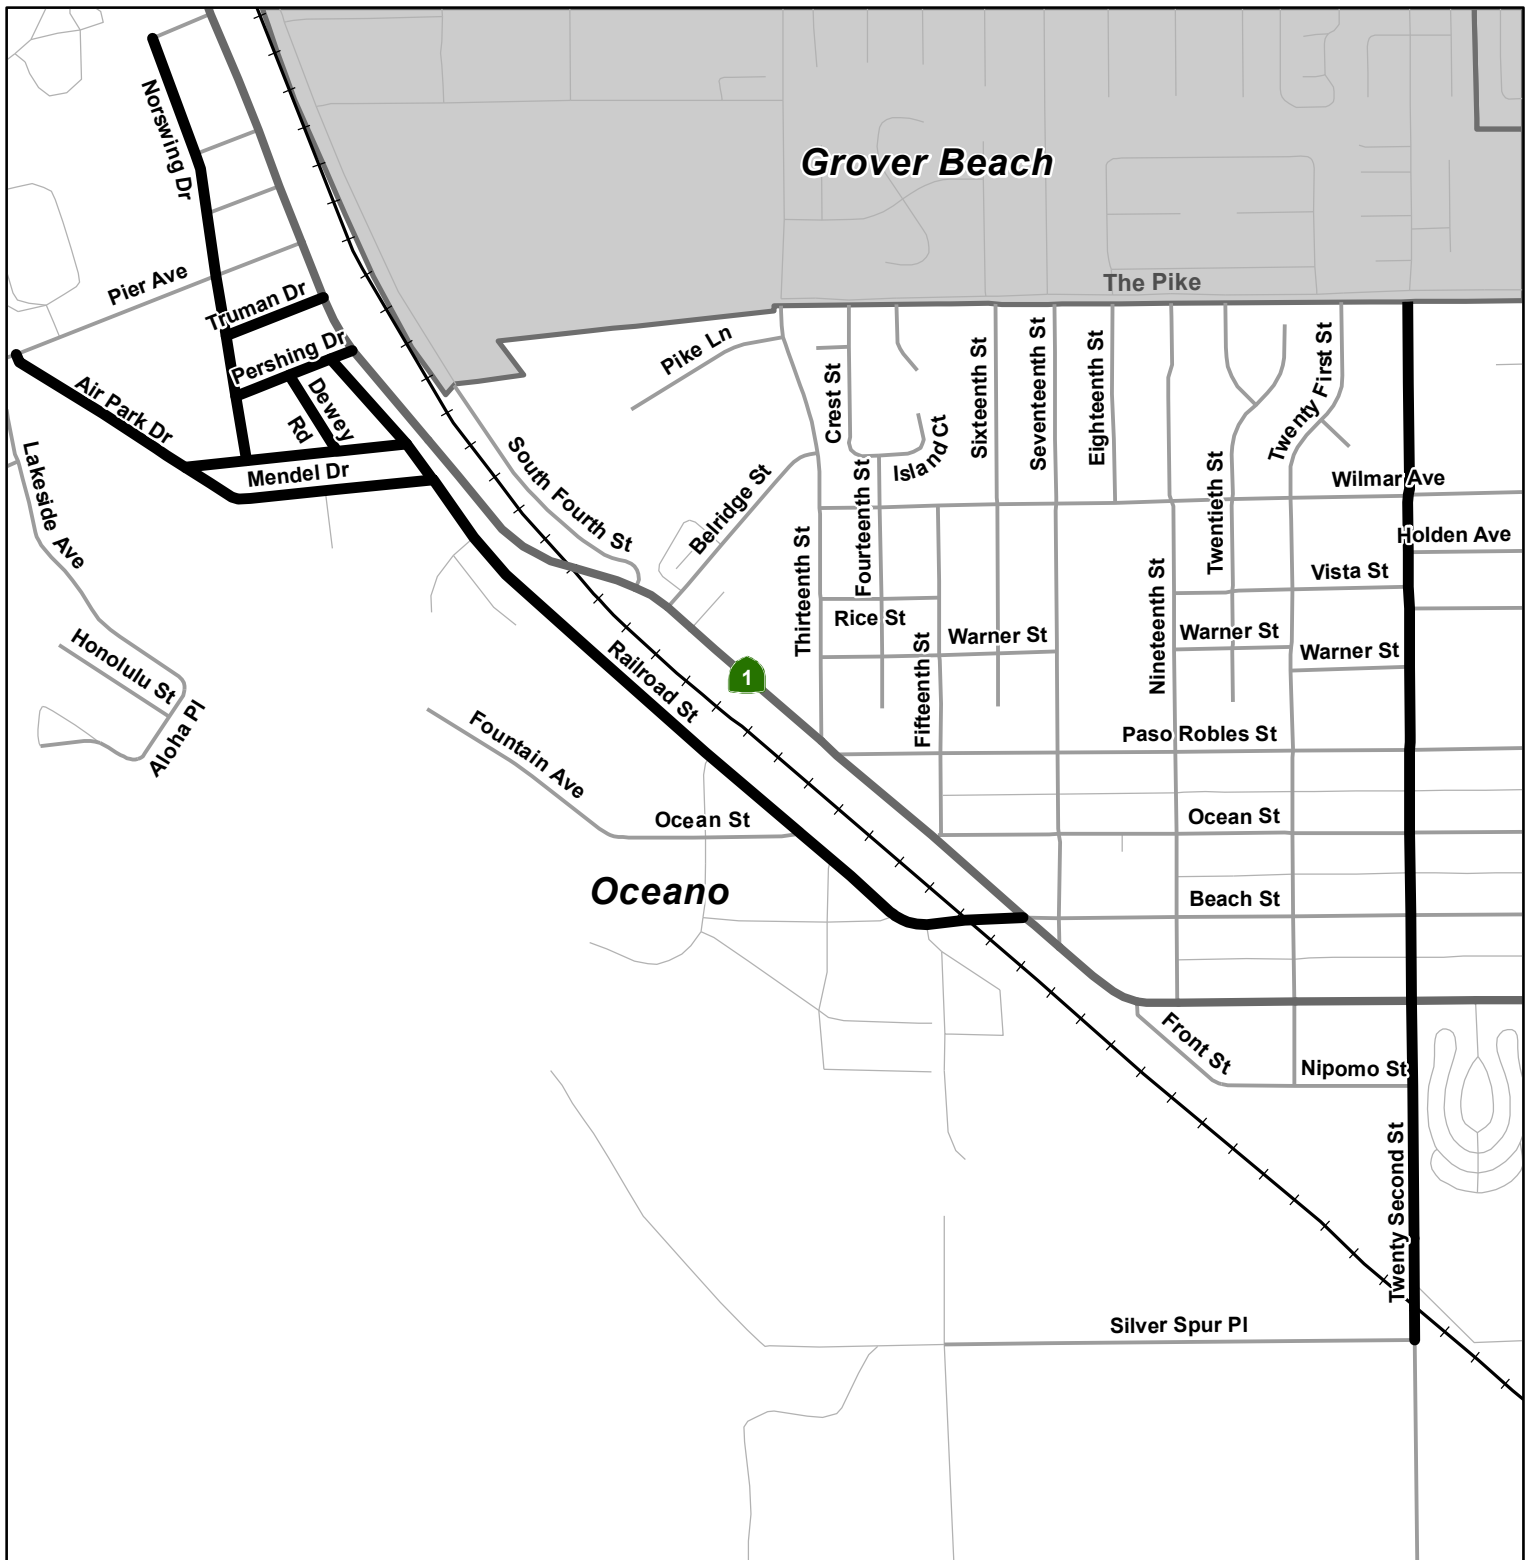 Grover Beach
The Pike
Norswing Dr
Pier Ave
Truman Dr
Pershing Dr
Dewey
Rd
Air Park Dr
Mendel Dr
Lakeside Ave
Honolulu St
Aloha Pl
Pike Ln
South Fourth St
Belridge St
Crest St
Island Ct
Sixteenth St
Seventeenth St
Eighteenth St
Twenty First St
Wilmar Ave
Holden Ave
Vista St
Thirteenth St
Fourteenth St
Fifteenth St
Nineteenth St
Twentieth St
Rice St
Warner St
Warner St
Warner St
1
Railroad St
Fountain Ave
Paso Robles St
Ocean St
Ocean St
Oceano
Beach St
Front St
Nipomo St
Twenty Second St
Silver Spur Pl